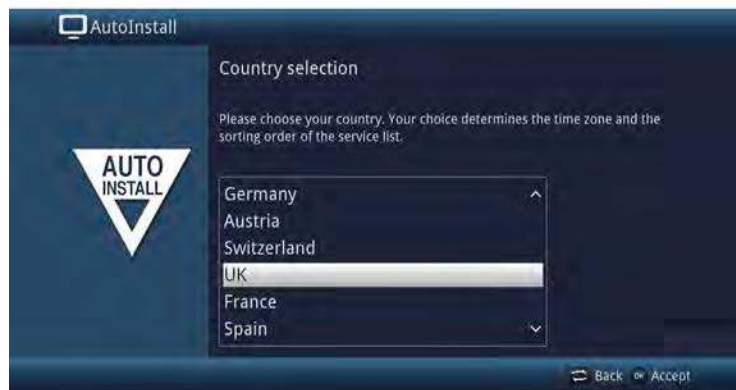 AutoInstall
Country selection
Please choose your country. Your choice determines the time zone and the
sorting order of the service list.
AUTO
INSTALL
Germany
Austria
Switzerland
UK
France
Spain
Back OK Accept